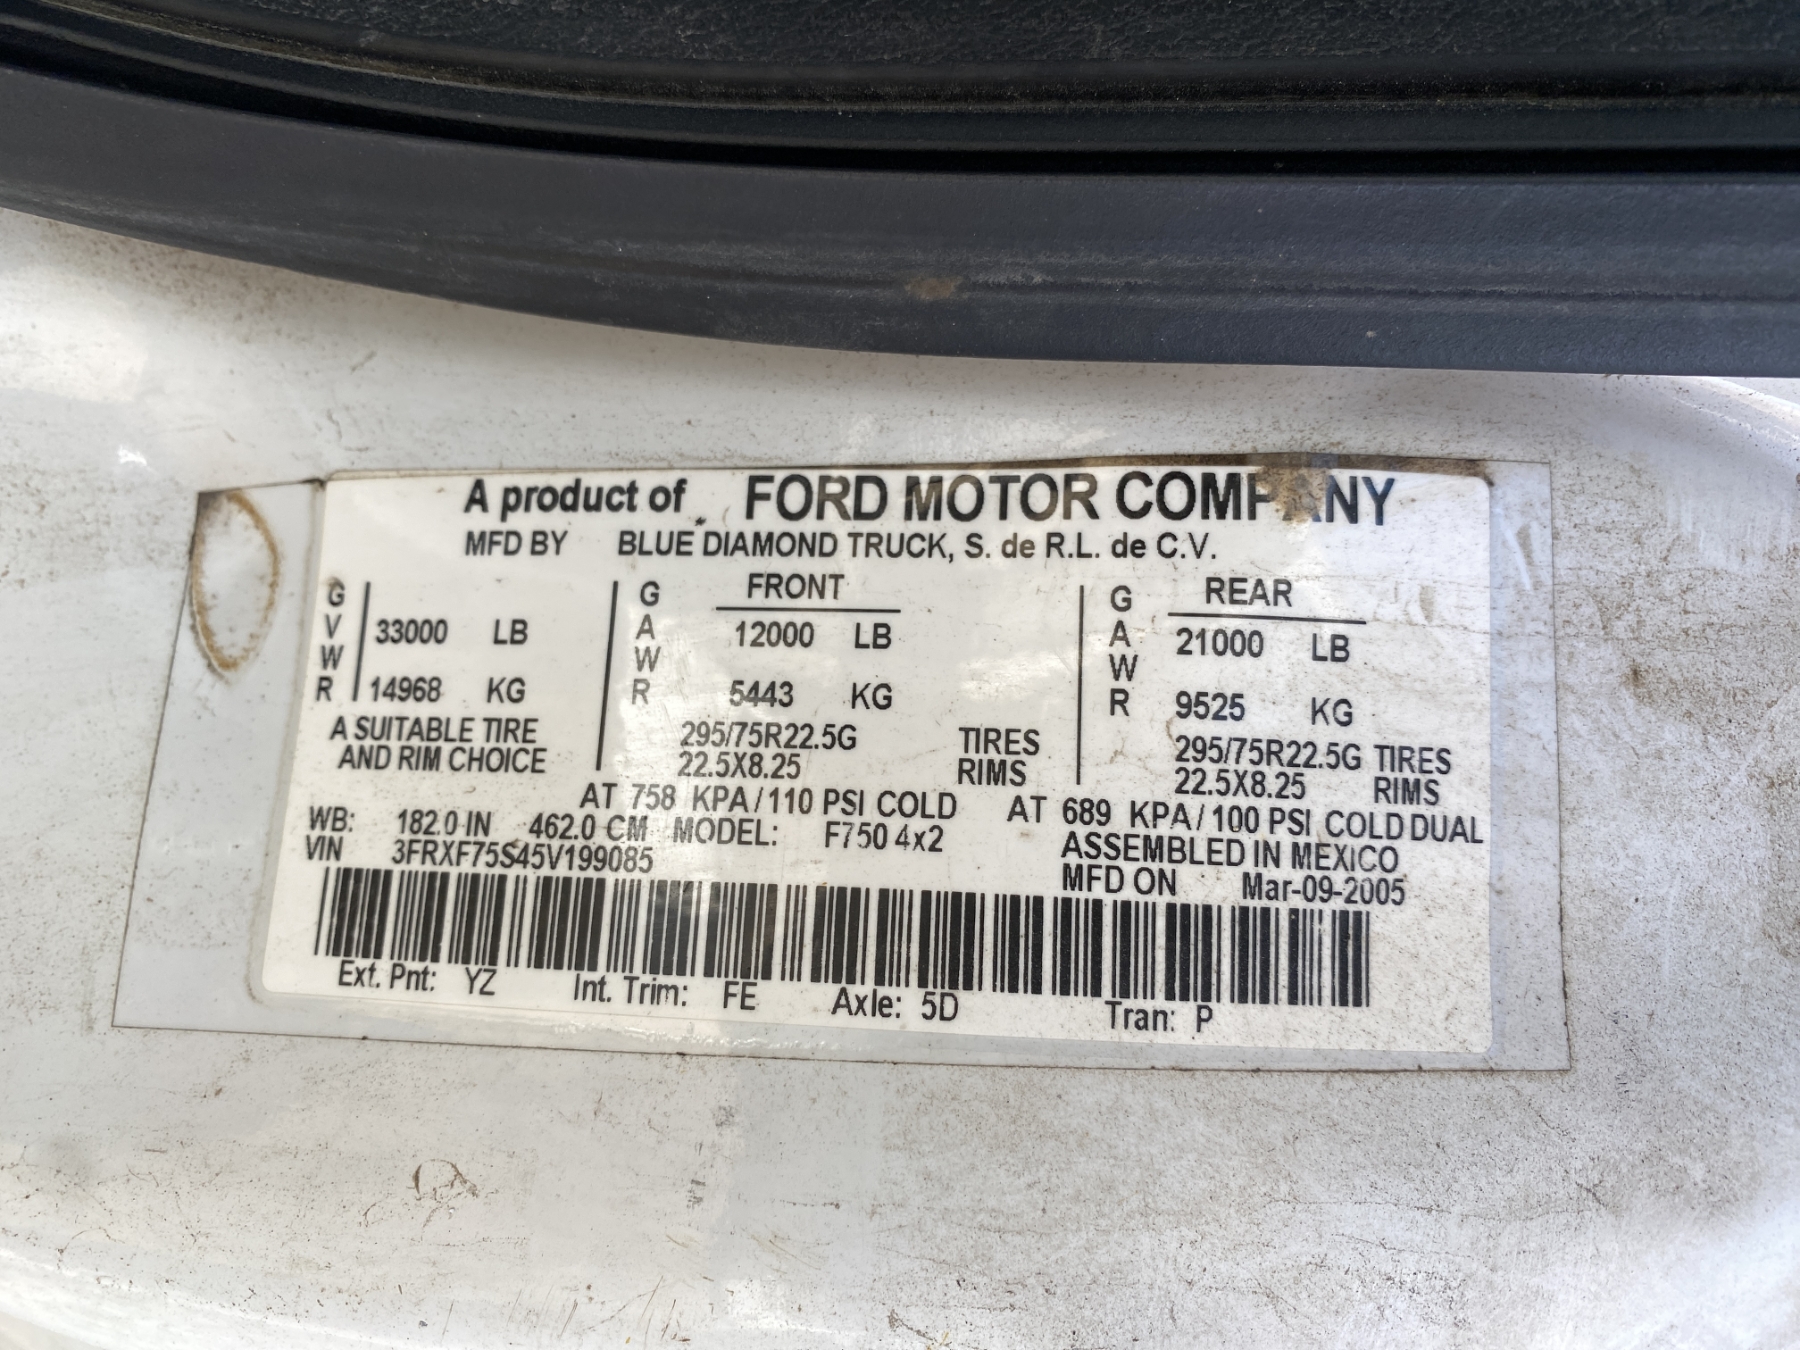 A product of FORD MOTOR COMPANY
MFD BY BLUE DIAMOND TRUCK, S. de R.L. de C.V.
GVWR 33000 LB
14968 KG
A SUITABLE TIRE
AND RIM CHOICE
GAWR FRONT
12000 LB
5443 KG
295/75R22.5G TIRES
22.5X8.25 RIMS
AT 758 KPA/110 PSI COLD
GAWR REAR
21000 LB
9525 KG
295/75R22.5G TIRES
22.5X8.25 RIMS
AT 689 KPA/100 PSI COLD DUAL
WB: 182.0 IN 462.0 CM MODEL: F750 4x2
ASSEMBLED IN MEXICO
VIN 3FRXF75S45V199085
MFD ON Mar-09-2005
Ext. Pnt: YZ Int. Trim: FE Axle: 5D Tran: P